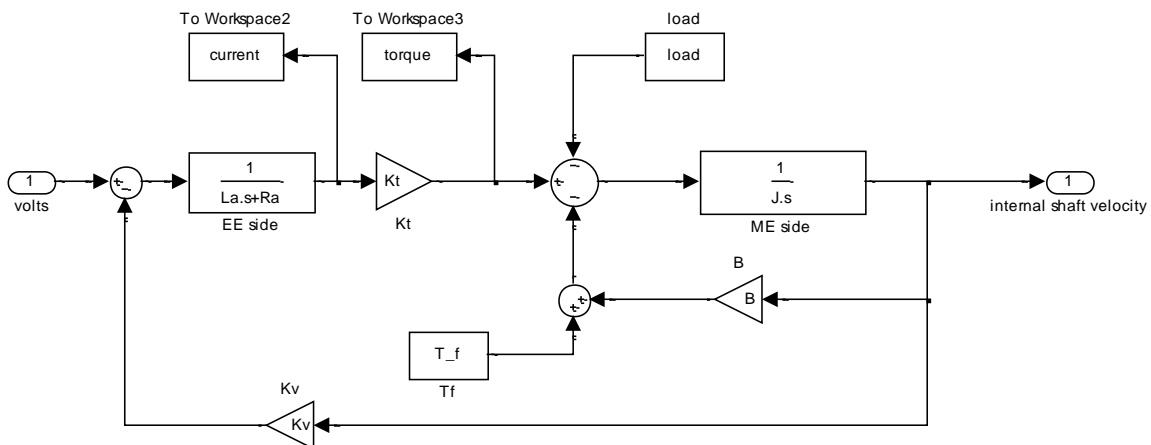 To Workspace2
To Workspace3
load
current
torque
load
1
volts
+
-
1
La.s+Ra
EE side
Kt
Kt
-
+
-
1
J.s
ME side
1
internal shaft velocity
B
B
+
+
T_f
Tf
Kv
Kv